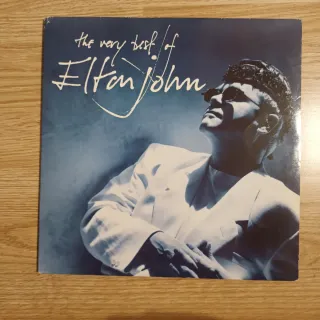 the very best of
Elton John